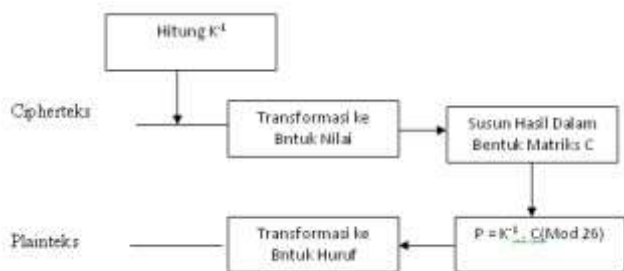 Hitung K⁻¹
Cipherteks
Transformasi ke
Bntuk Nilai
Susun Hasil Dalam
Bentuk Matriks C
Plainteks
Transformasi ke
Bntuk Huruf
P = K⁻¹ . C(Mod 26)